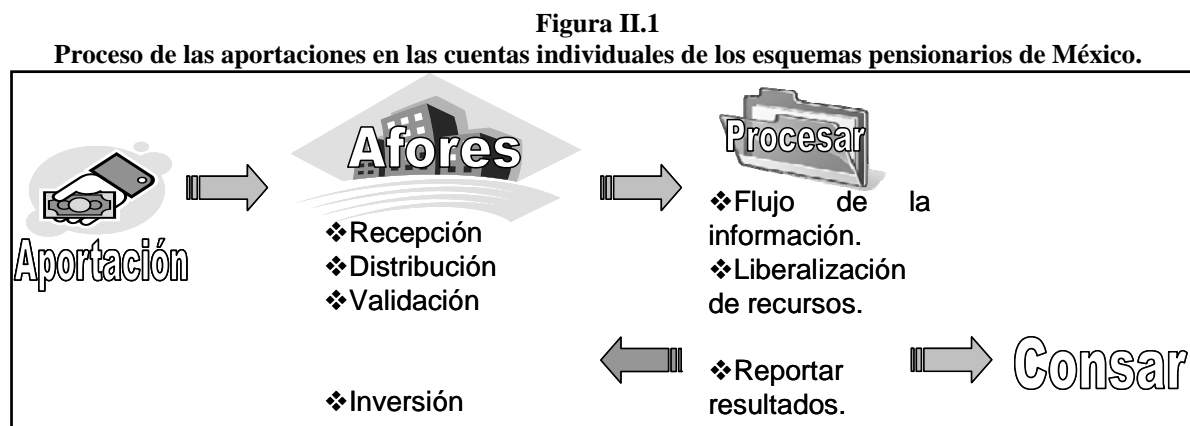 Figura II.1
Proceso de las aportaciones en las cuentas individuales de los esquemas pensionarios de México.
Aportación
Afores
❖Recepción
❖Distribución
❖Validación
❖Inversión
Procesar
❖Flujo de la
información.
❖Liberalización
de recursos.
❖Reportar
resultados.
Consar